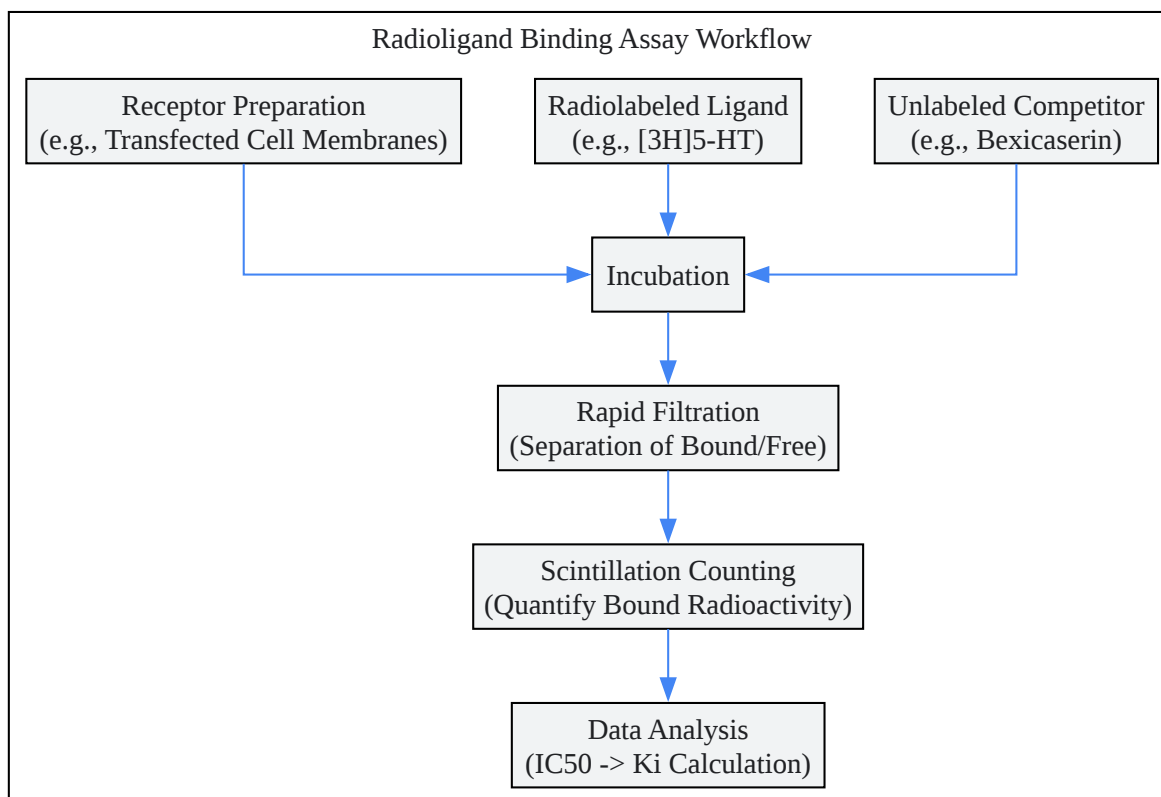 Radioligand Binding Assay Workflow
Receptor Preparation
(e.g., Transfected Cell Membranes)
Radiolabeled Ligand
(e.g., [3H]5-HT)
Unlabeled Competitor
(e.g., Bexicaserin)
Incubation
Rapid Filtration
(Separation of Bound/Free)
Scintillation Counting
(Quantify Bound Radioactivity)
Data Analysis
(IC50 -> Ki Calculation)